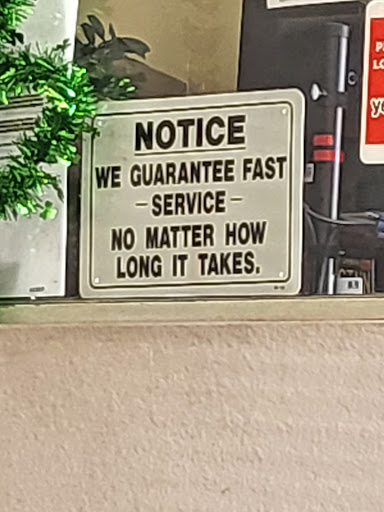 NOTICE
WE GUARANTEE FAST
- SERVICE -
NO MATTER HOW
LONG IT TAKES.